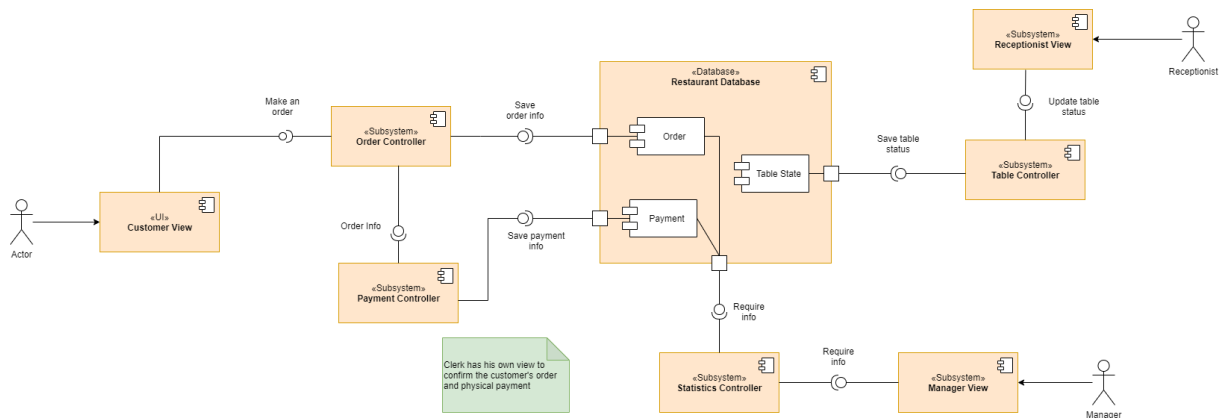 «Subsystem»
Receptionist View
Receptionist
«Database»
Restaurant Database
Make an
order
Save
order info
Update table
status
«Subsystem»
Order Controller
Order
Save table
status
Table State
«Subsystem»
Table Controller
«UI»
Customer View
Actor
Order Info
Payment
Save payment
info
«Subsystem»
Payment Controller
Require
info
Clerk has his own view to
confirm the customer's order
and physical payment
«Subsystem»
Statistics Controller
Require
info
«Subsystem»
Manager View
Manager